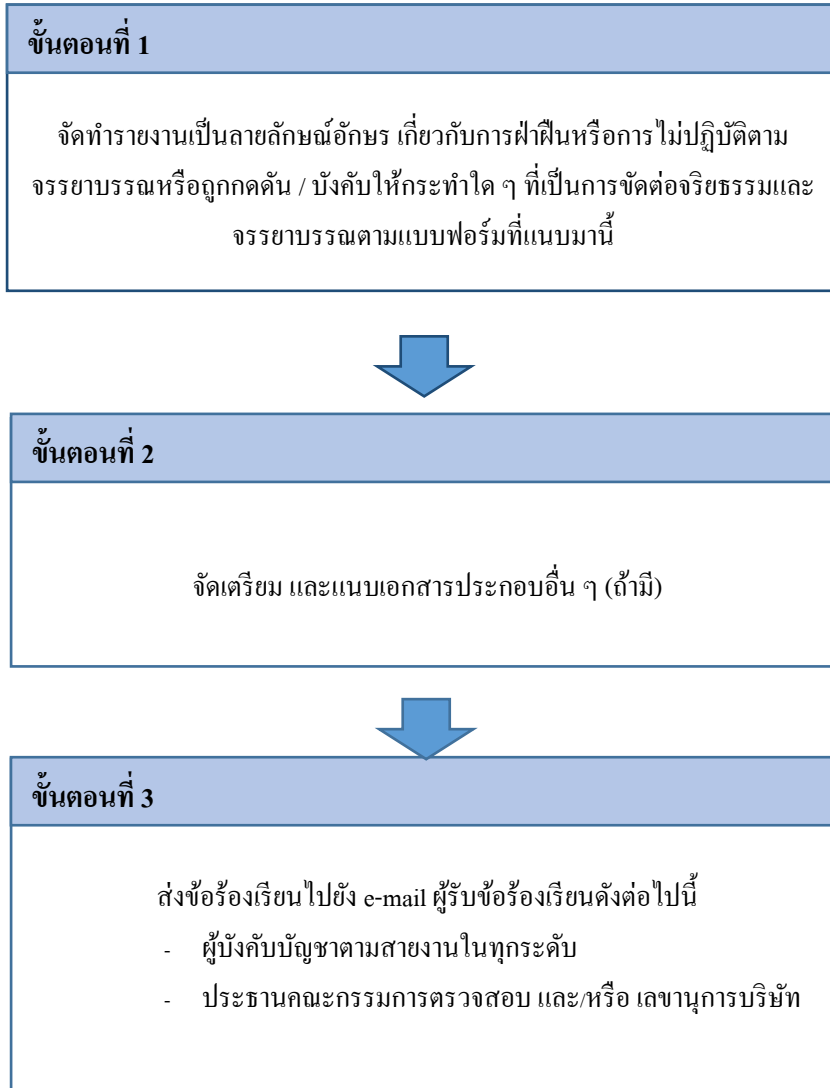 ขั้นตอนที่ 1
จัดทำรายงานเป็นลายลักษณ์อักษร เกี่ยวกับการฝ่าฝืนหรือการไม่ปฏิบัติตาม
จรรยาบรรณหรือถูกกดดัน / บังคับให้กระทำใด ๆ ที่เป็นการขัดต่อจริยธรรมและ
จรรยาบรรณตามแบบฟอร์มที่แนบมานี้
ขั้นตอนที่ 2
จัดเตรียม และแนบเอกสารประกอบอื่น ๆ (ถ้ามี)
ขั้นตอนที่ 3
ส่งข้อร้องเรียนไปยัง e-mail ผู้รับข้อร้องเรียนดังต่อไปนี้
- ผู้บังคับบัญชาตามสายงานในทุกระดับ
- ประธานคณะกรรมการตรวจสอบ และ/หรือ เลขานุการบริษัท